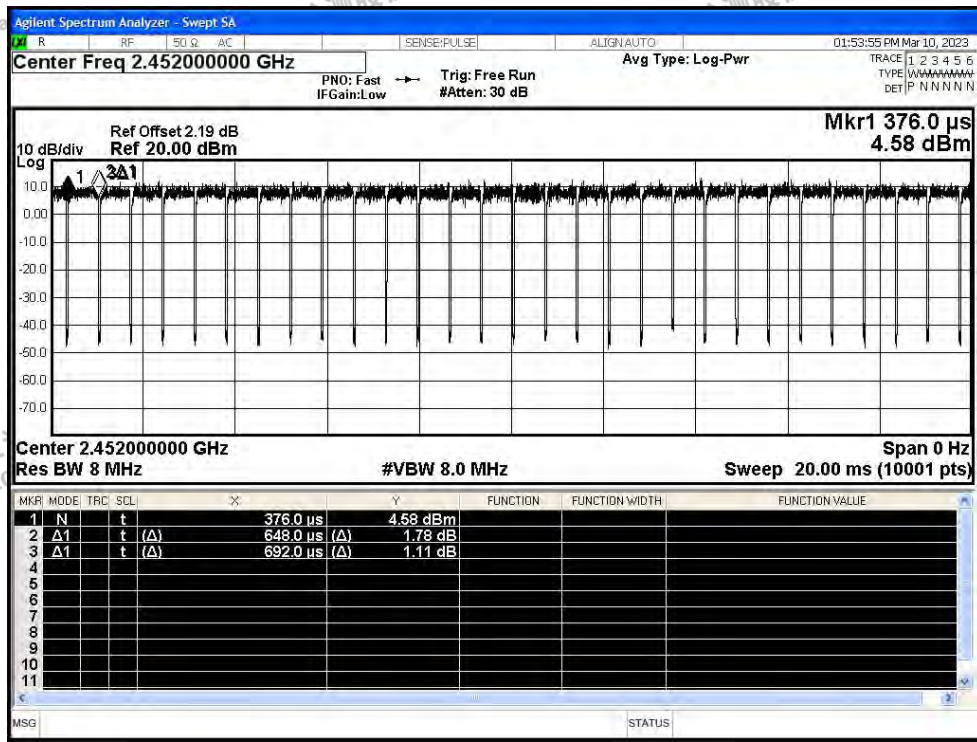 Agilent Spectrum Analyzer - Swept SA
LXI R RF 50 Ω AC SENSE:PULSE ALIGN AUTO 01:53:55 PM Mar 10, 2023
Center Freq 2.452000000 GHz
PNO: Fast
IFGain:Low
Trig: Free Run
#Atten: 30 dB
Avg Type: Log-Pwr
TRACE 1 2 3 4 5 6
TYPE WWWWWW
DET P N N N N N
Mkr1 376.0 µs
4.58 dBm
Ref Offset 2.19 dB
10 dB/div Ref 20.00 dBm
Log
1 3Δ1
10.0
0.00
-10.0
-20.0
-30.0
-40.0
-50.0
-60.0
-70.0
Center 2.452000000 GHz Span 0 Hz
Res BW 8 MHz #VBW 8.0 MHz Sweep 20.00 ms (10001 pts)
MKR MODE TRC SCL X Y FUNCTION FUNCTION WIDTH FUNCTION VALUE
1 N t 376.0 µs 4.58 dBm
2 Δ1 t (Δ) 648.0 µs (Δ) 1.78 dB
3 Δ1 t (Δ) 692.0 µs (Δ) 1.11 dB
4
5
6
7
8
9
10
11
MSG STATUS